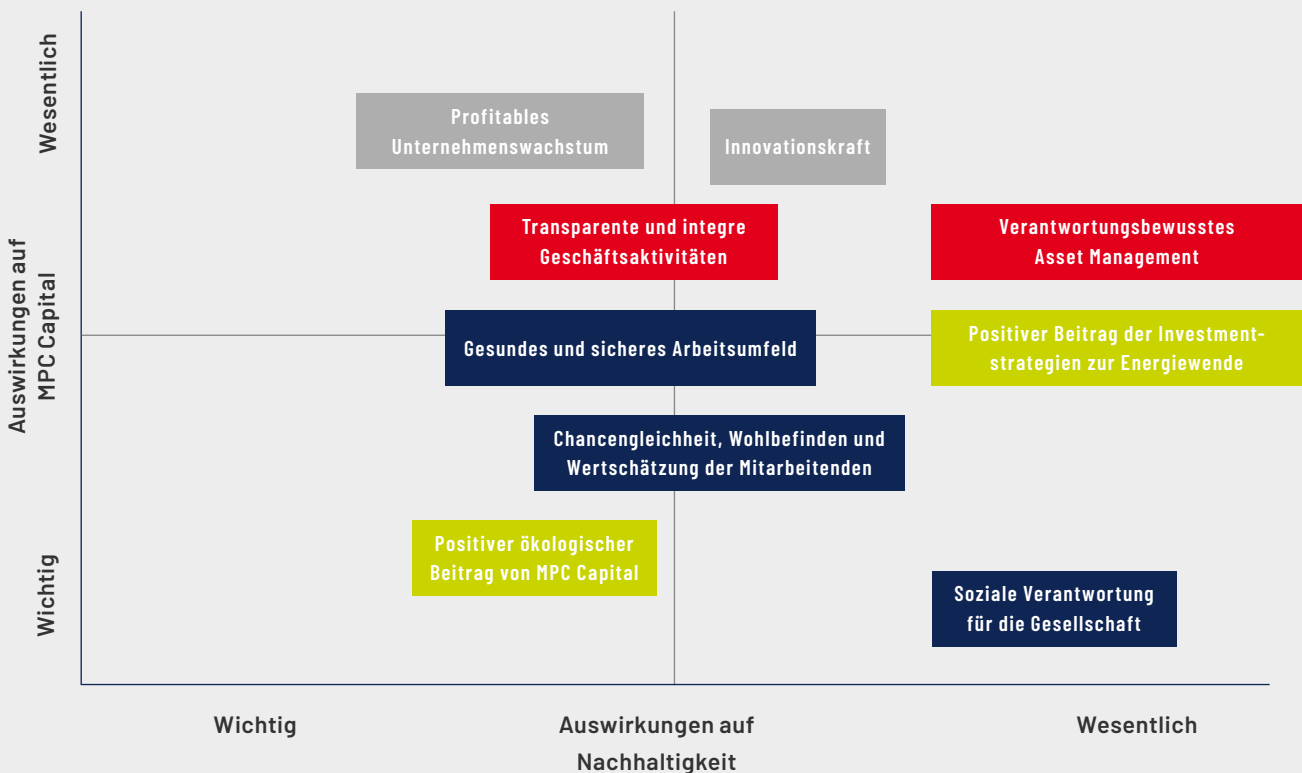 Wesentlich
Auswirkungen auf
MPC Capital
Wichtig
Profitables
Unternehmenswachstum
Innovationskraft
Transparente und integre
Geschäftsaktivitäten
Verantwortungsbewusstes
Asset Management
Gesundes und sicheres Arbeitsumfeld
Positiver Beitrag der Investment-
strategien zur Energiewende
Chancengleichheit, Wohlbefinden und
Wertschätzung der Mitarbeitenden
Positiver ökologischer
Beitrag von MPC Capital
Soziale Verantwortung
für die Gesellschaft
Wichtig
Auswirkungen auf
Nachhaltigkeit
Wesentlich